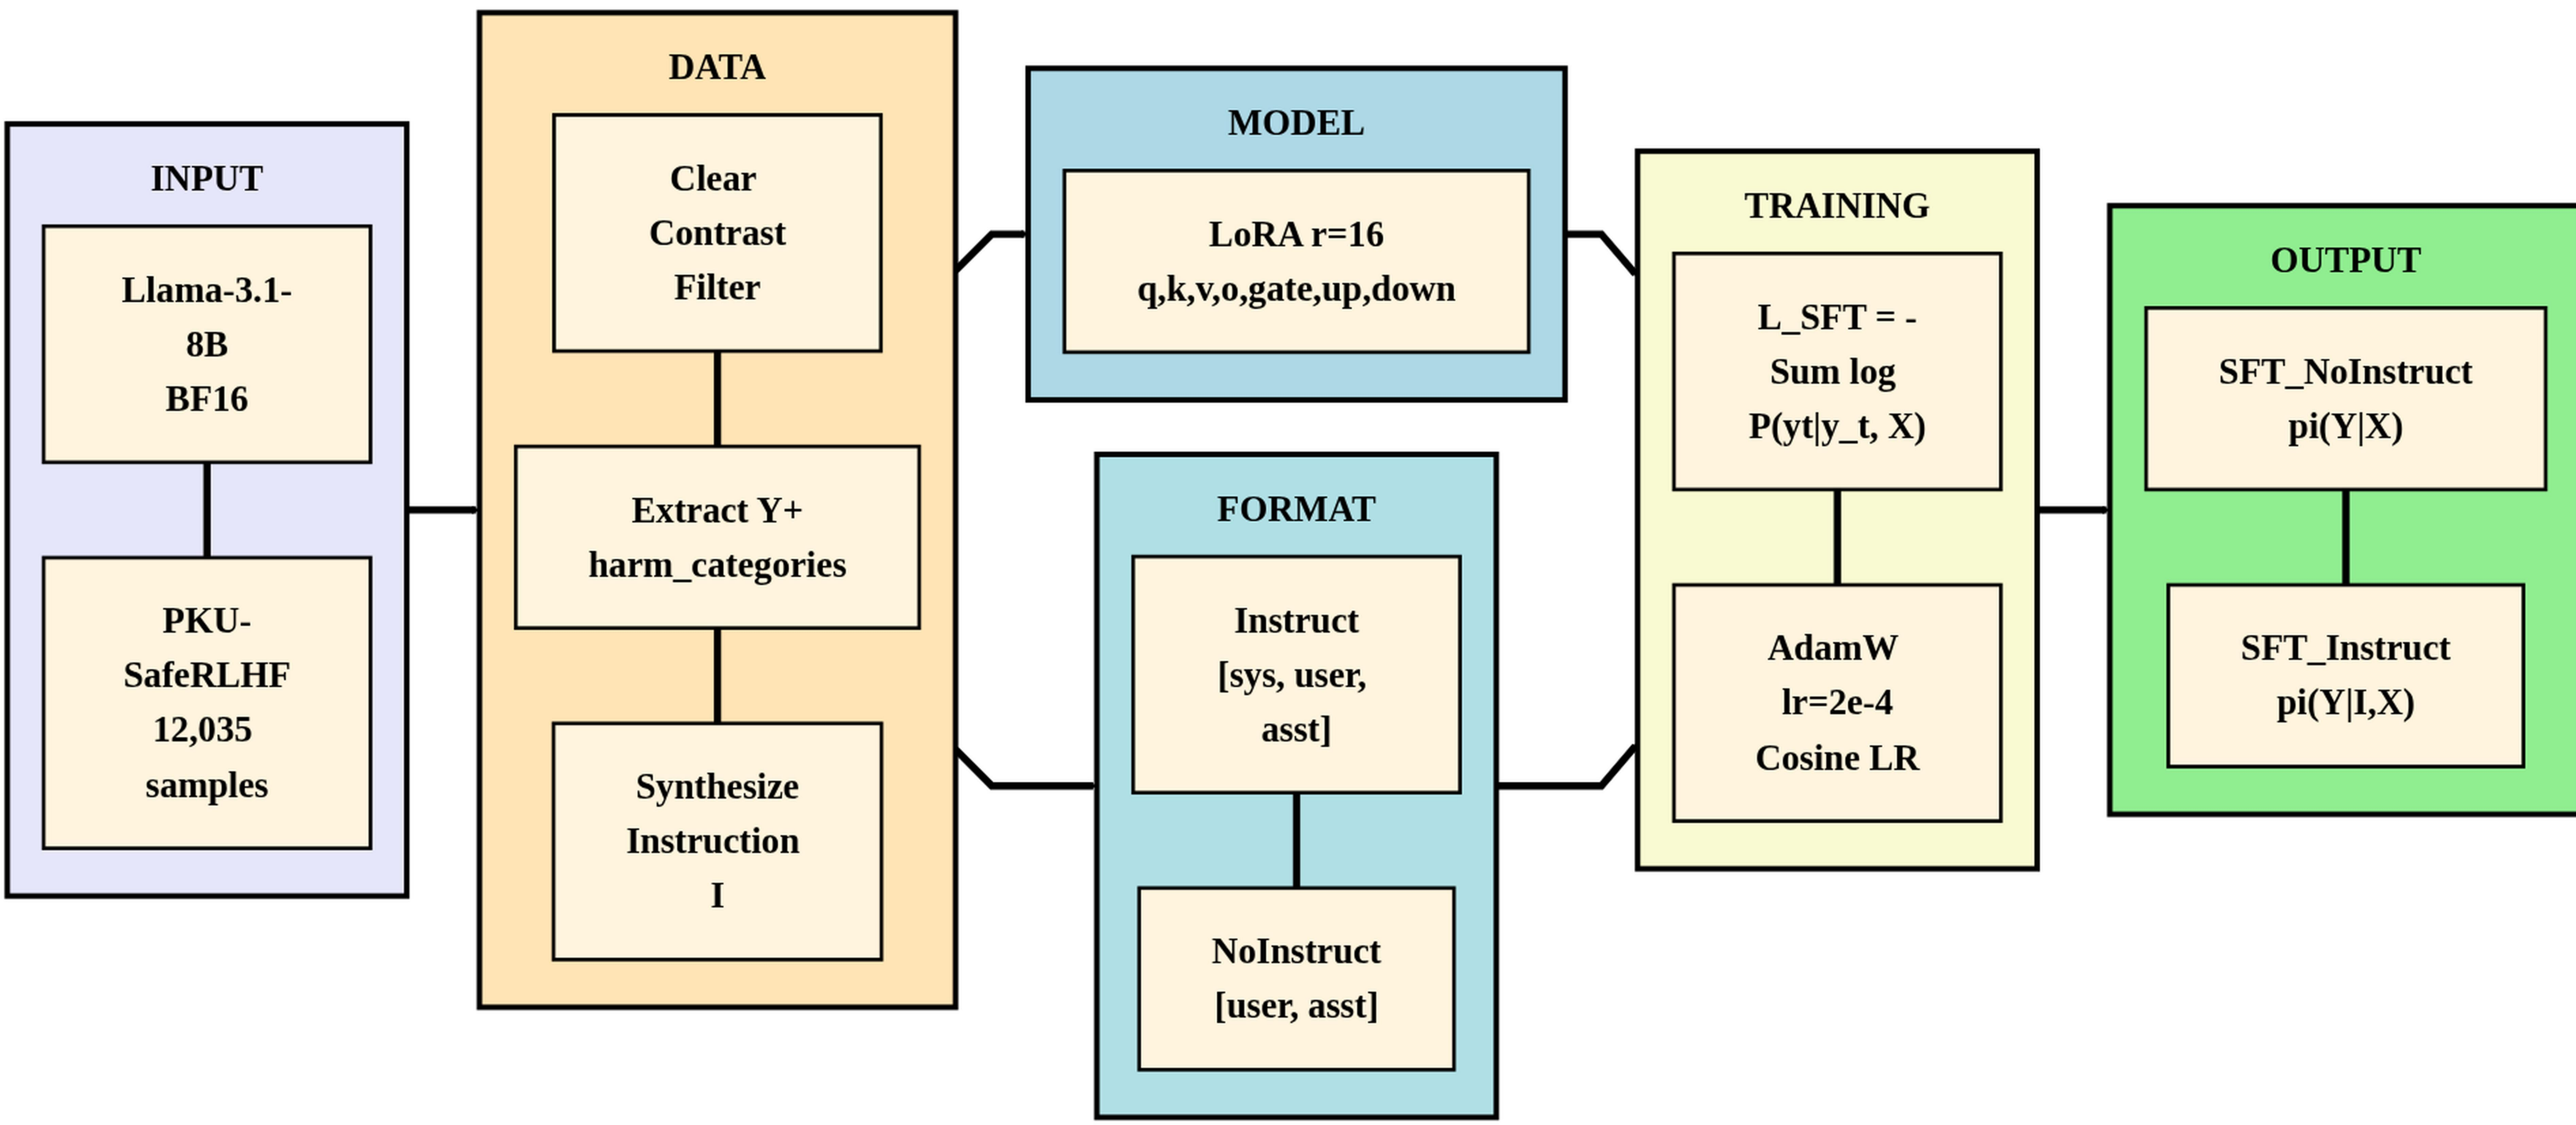 INPUT
Llama-3.1-
8B
BF16
PKU-
SafeRLHF
12,035
samples
DATA
Clear
Contrast
Filter
Extract Y+
harm_categories
Synthesize
Instruction
I
MODEL
LoRA r=16
q,k,v,o,gate,up,down
FORMAT
Instruct
[sys, user,
asst]
NoInstruct
[user, asst]
TRAINING
L_SFT = -
Sum log
P(yt|y_t, X)
AdamW
lr=2e-4
Cosine LR
OUTPUT
SFT_NoInstruct
pi(Y|X)
SFT_Instruct
pi(Y|I,X)